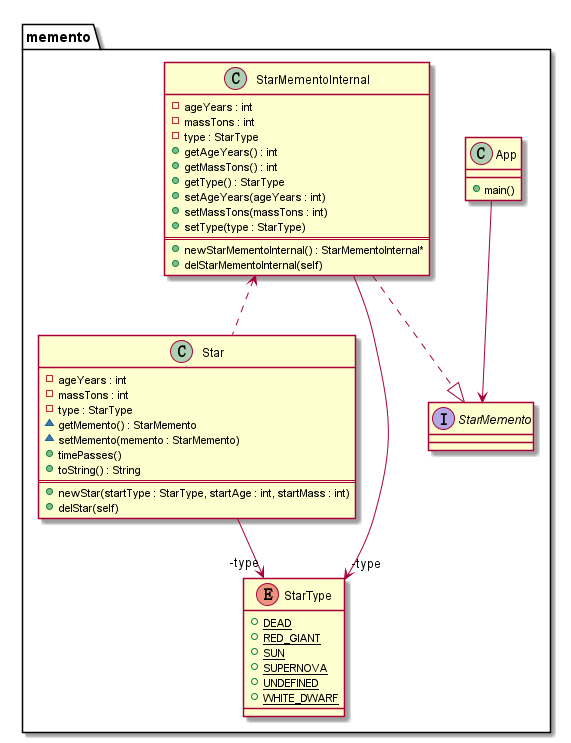 memento
C StarMementoInternal
ageYears : int
massTons : int
type : StarType
getAgeYears() : int
getMassTons() : int
getType() : StarType
setAgeYears(ageYears : int)
setMassTons(massTons : int)
setType(type : StarType)
newStarMementoInternal() : StarMementoInternal*
delStarMementoInternal(self)
C App
main()
C Star
ageYears : int
massTons : int
type : StarType
getMemento() : StarMemento
setMemento(memento : StarMemento)
timePasses()
toString() : String
newStar(startType : StarType, startAge : int, startMass : int)
delStar(self)
I StarMemento
-type
-type
E StarType
DEAD
RED_GIANT
SUN
SUPERNOVA
UNDEFINED
WHITE_DWARF